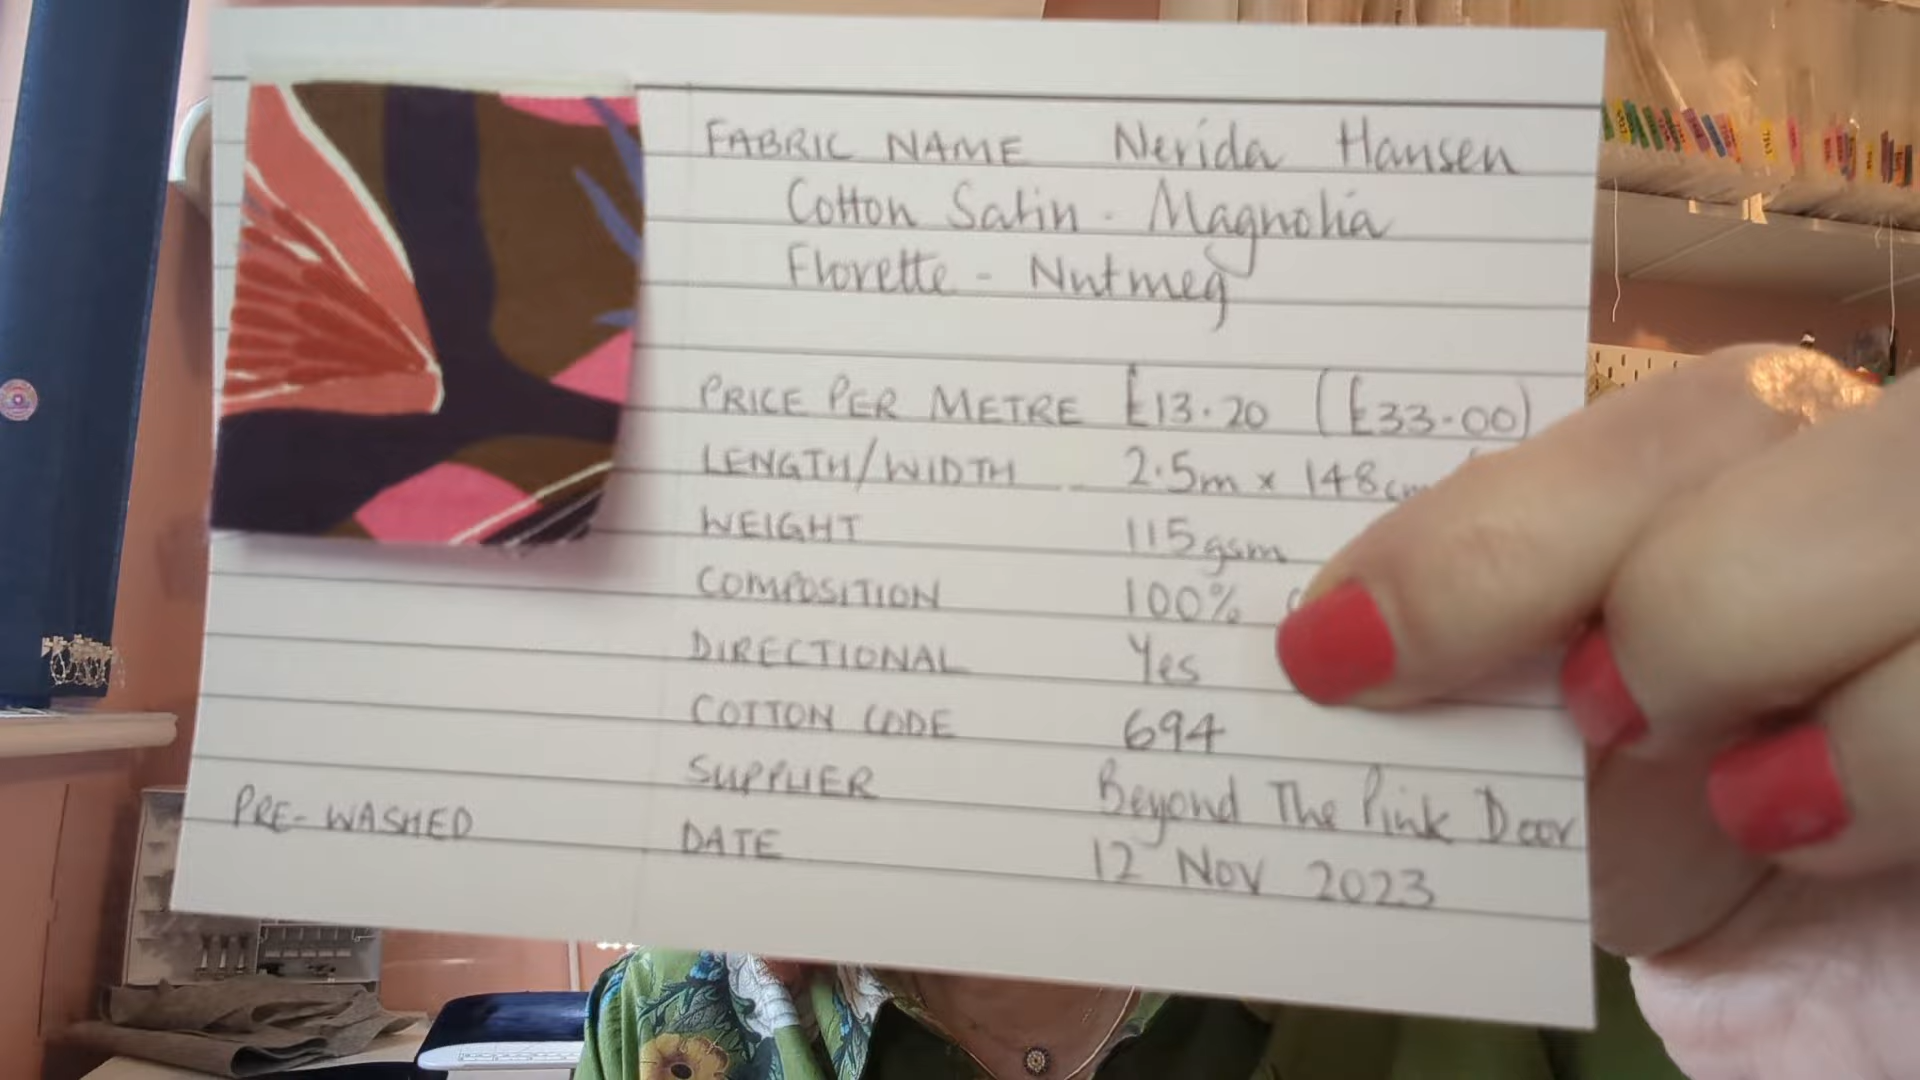 FABRIC NAME Nerida Hansen
Cotton Satin - Magnolia
Florette - Nutmeg
PRICE PER METRE £13.20 (£33.00)
LENGTH/WIDTH 2.5m x 148cm
WEIGHT 115gsm
COMPOSITION 100%
DIRECTIONAL Yes
COTTON CODE 694
SUPPLIER Beyond The Pink Door
PRE-WASHED
DATE 12 Nov 2023